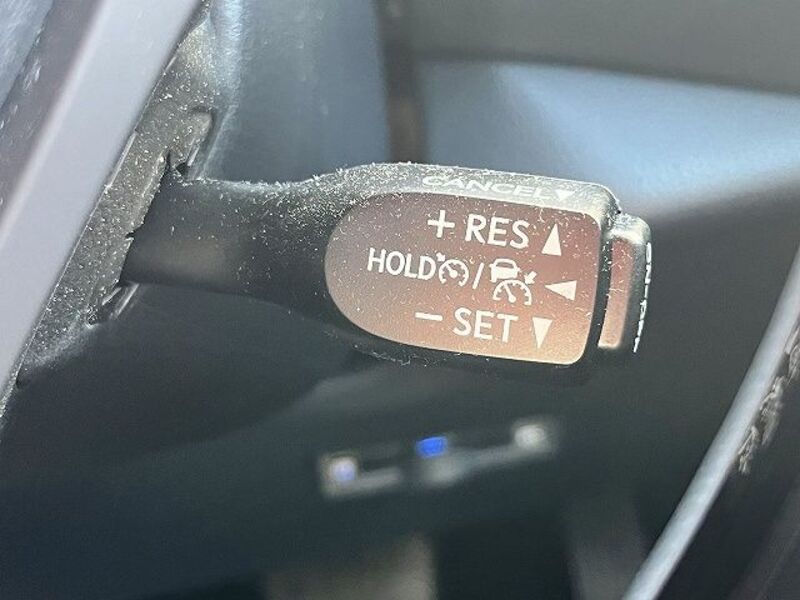 CANCEL▼
+ RES ▲
HOLD / ◀
− SET ▼